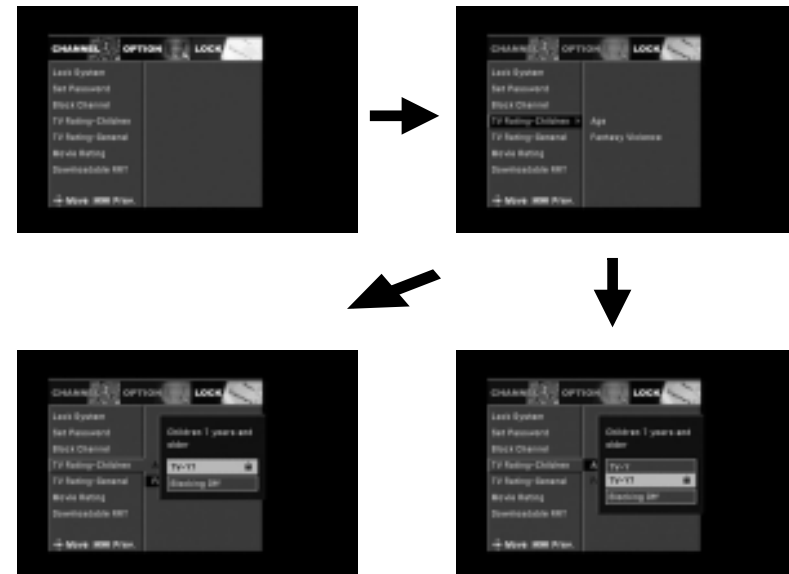 CHANNEL OPTION LOCK
Lock System
Set Password
Block Channel
TV Rating-Children
TV Rating-General
Movie Rating
Downloadable RRT
Move Prev.
CHANNEL OPTION LOCK
Lock System
Set Password
Block Channel
TV Rating-Children > Age
TV Rating-General Fantasy Violence
Movie Rating
Downloadable RRT
Move Prev.
CHANNEL OPTION LOCK
Lock System
Set Password
Block Channel
TV Rating-Children
TV Rating-General
Movie Rating
Downloadable RRT
Move Prev.
Children 7 years and
older
TV-Y7
Blocking Off
CHANNEL OPTION LOCK
Lock System
Set Password
Block Channel
TV Rating-Children A
TV Rating-General
Movie Rating
Downloadable RRT
Move Prev.
Children 7 years and
older
TV-Y
TV-Y7
Blocking Off